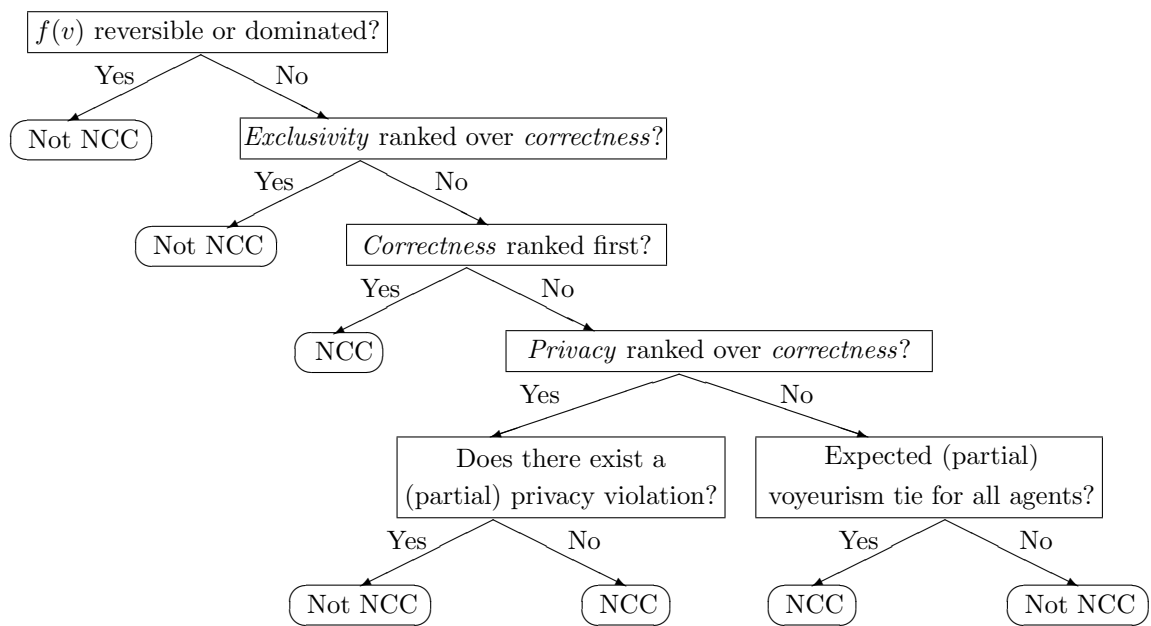 f(v) reversible or dominated?
Yes
No
Not NCC
Exclusivity ranked over correctness?
Yes
No
Not NCC
Correctness ranked first?
Yes
No
NCC
Privacy ranked over correctness?
Yes
No
Does there exist a
(partial) privacy violation?
Expected (partial)
voyeurism tie for all agents?
Yes
No
Yes
No
Not NCC
NCC
NCC
Not NCC